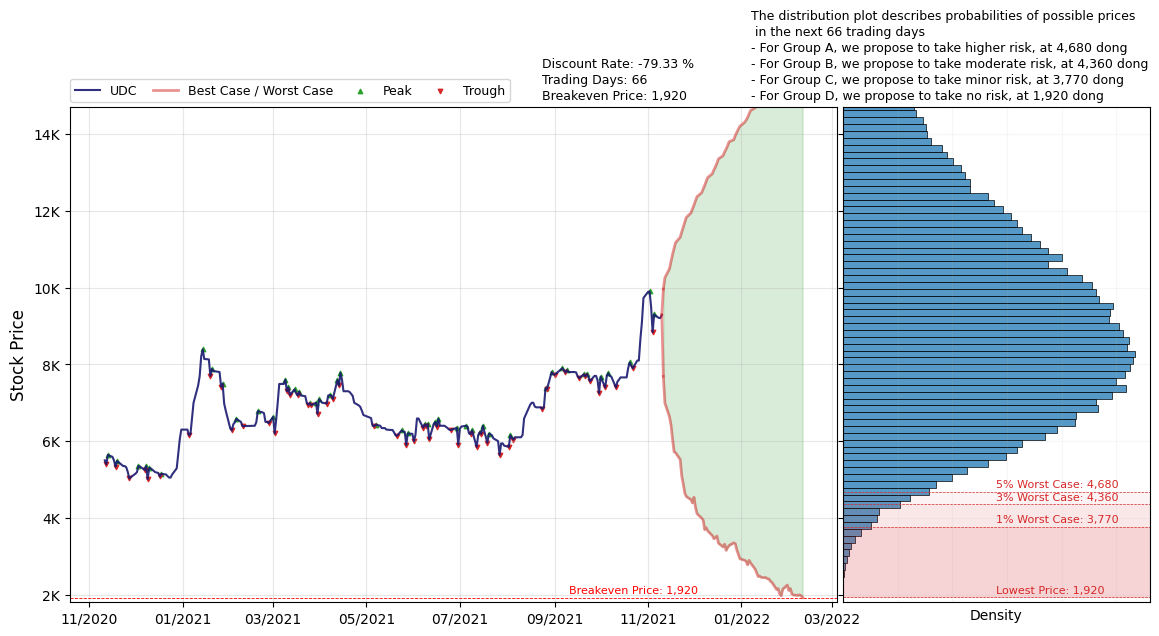 The distribution plot describes probabilities of possible prices
in the next 66 trading days
- For Group A, we propose to take higher risk, at 4,680 dong
- For Group B, we propose to take moderate risk, at 4,360 dong
- For Group C, we propose to take minor risk, at 3,770 dong
- For Group D, we propose to take no risk, at 1,920 dong
Discount Rate: -79.33 %
Trading Days: 66
Breakeven Price: 1,920
UDC
Best Case / Worst Case
Peak
Trough
Stock Price
14K
12K
10K
8K
6K
4K
2K
11/2020
01/2021
03/2021
05/2021
07/2021
09/2021
11/2021
01/2022
03/2022
Breakeven Price: 1,920
5% Worst Case: 4,680
3% Worst Case: 4,360
1% Worst Case: 3,770
Lowest Price: 1,920
Density